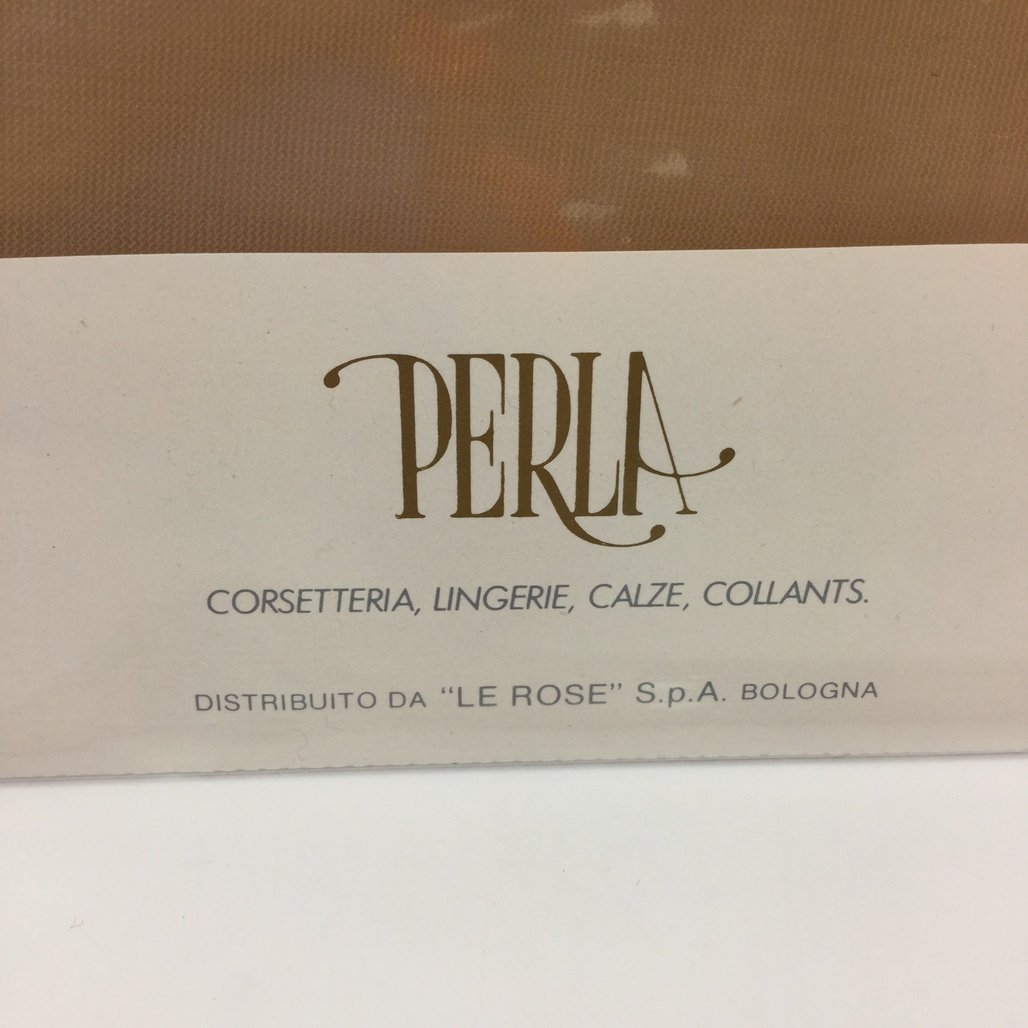 PERLA
CORSETTERIA, LINGERIE, CALZE, COLLANTS.
DISTRIBUITO DA "LE ROSE" S.p.A. BOLOGNA